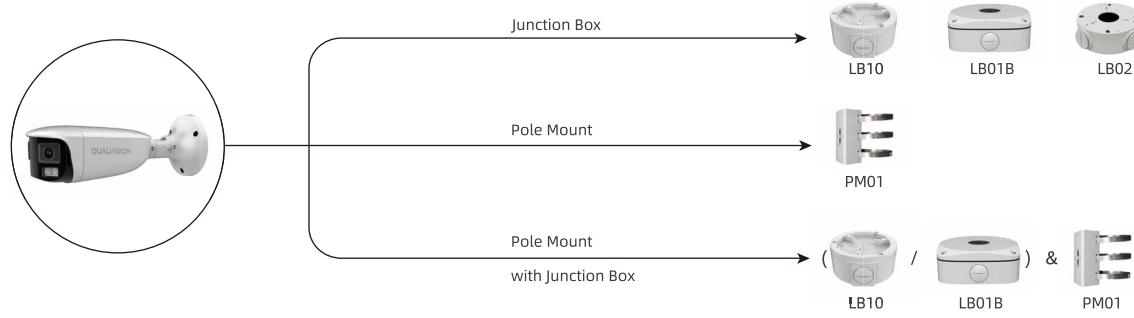 Junction Box
LB10
LB01B
LB02
DUALVISION
Pole Mount
PM01
Pole Mount
with Junction Box
( / ) &
LB10
LB01B
PM01